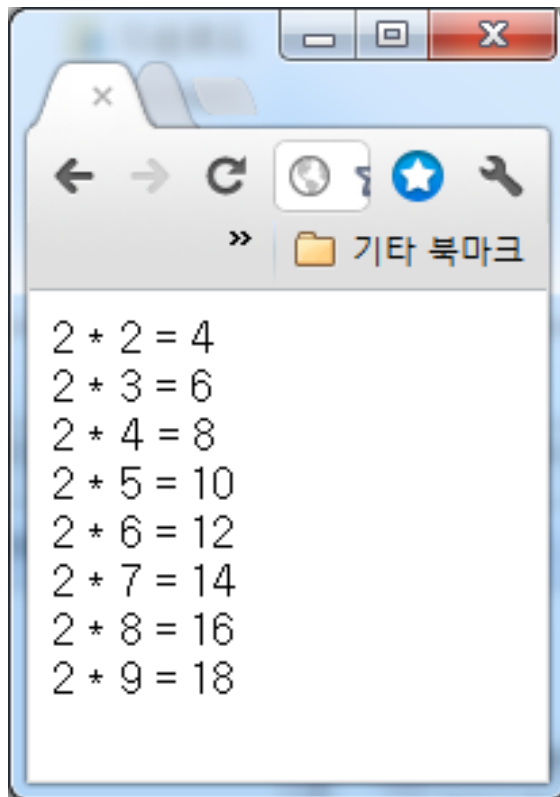 기타 북마크
2 * 2 = 4
2 * 3 = 6
2 * 4 = 8
2 * 5 = 10
2 * 6 = 12
2 * 7 = 14
2 * 8 = 16
2 * 9 = 18